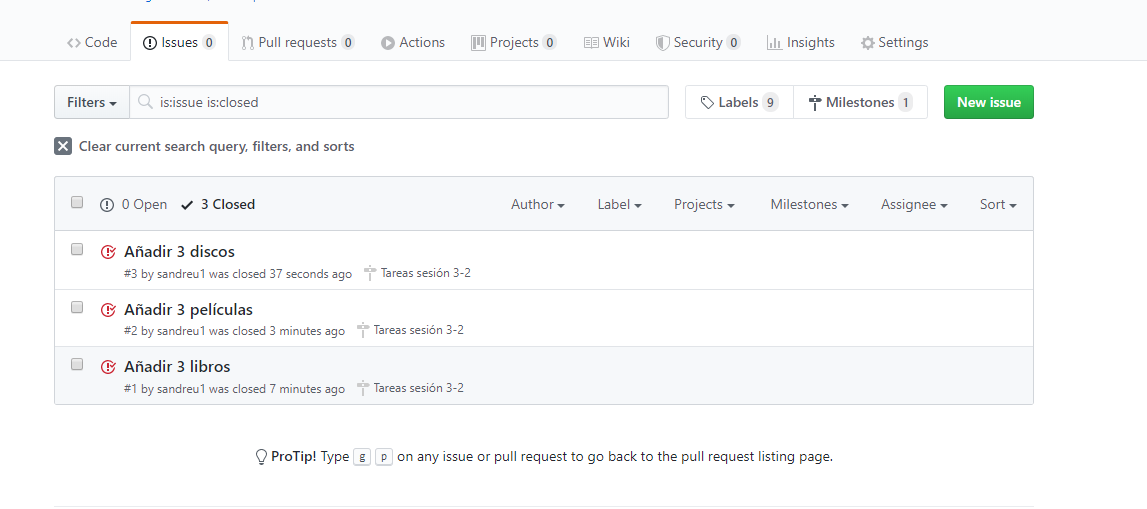 Code Issues 0 Pull requests 0 Actions Projects 0 Wiki Security 0 Insights Settings
Filters is:issue is:closed Labels 9 Milestones 1 New issue
Clear current search query, filters, and sorts
0 Open 3 Closed Author Label Projects Milestones Assignee Sort
Añadir 3 discos
#3 by sandreu1 was closed 37 seconds ago Tareas sesión 3-2
Añadir 3 películas
#2 by sandreu1 was closed 3 minutes ago Tareas sesión 3-2
Añadir 3 libros
#1 by sandreu1 was closed 7 minutes ago Tareas sesión 3-2
ProTip! Type g p on any issue or pull request to go back to the pull request listing page.